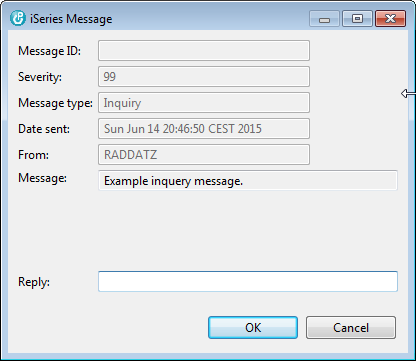 iSeries Message
Message ID:
Severity: 99
Message type: Inquiry
Date sent: Sun Jun 14 20:46:50 CEST 2015
From: RADDATZ
Message: Example inquery message.
Reply:
OK Cancel